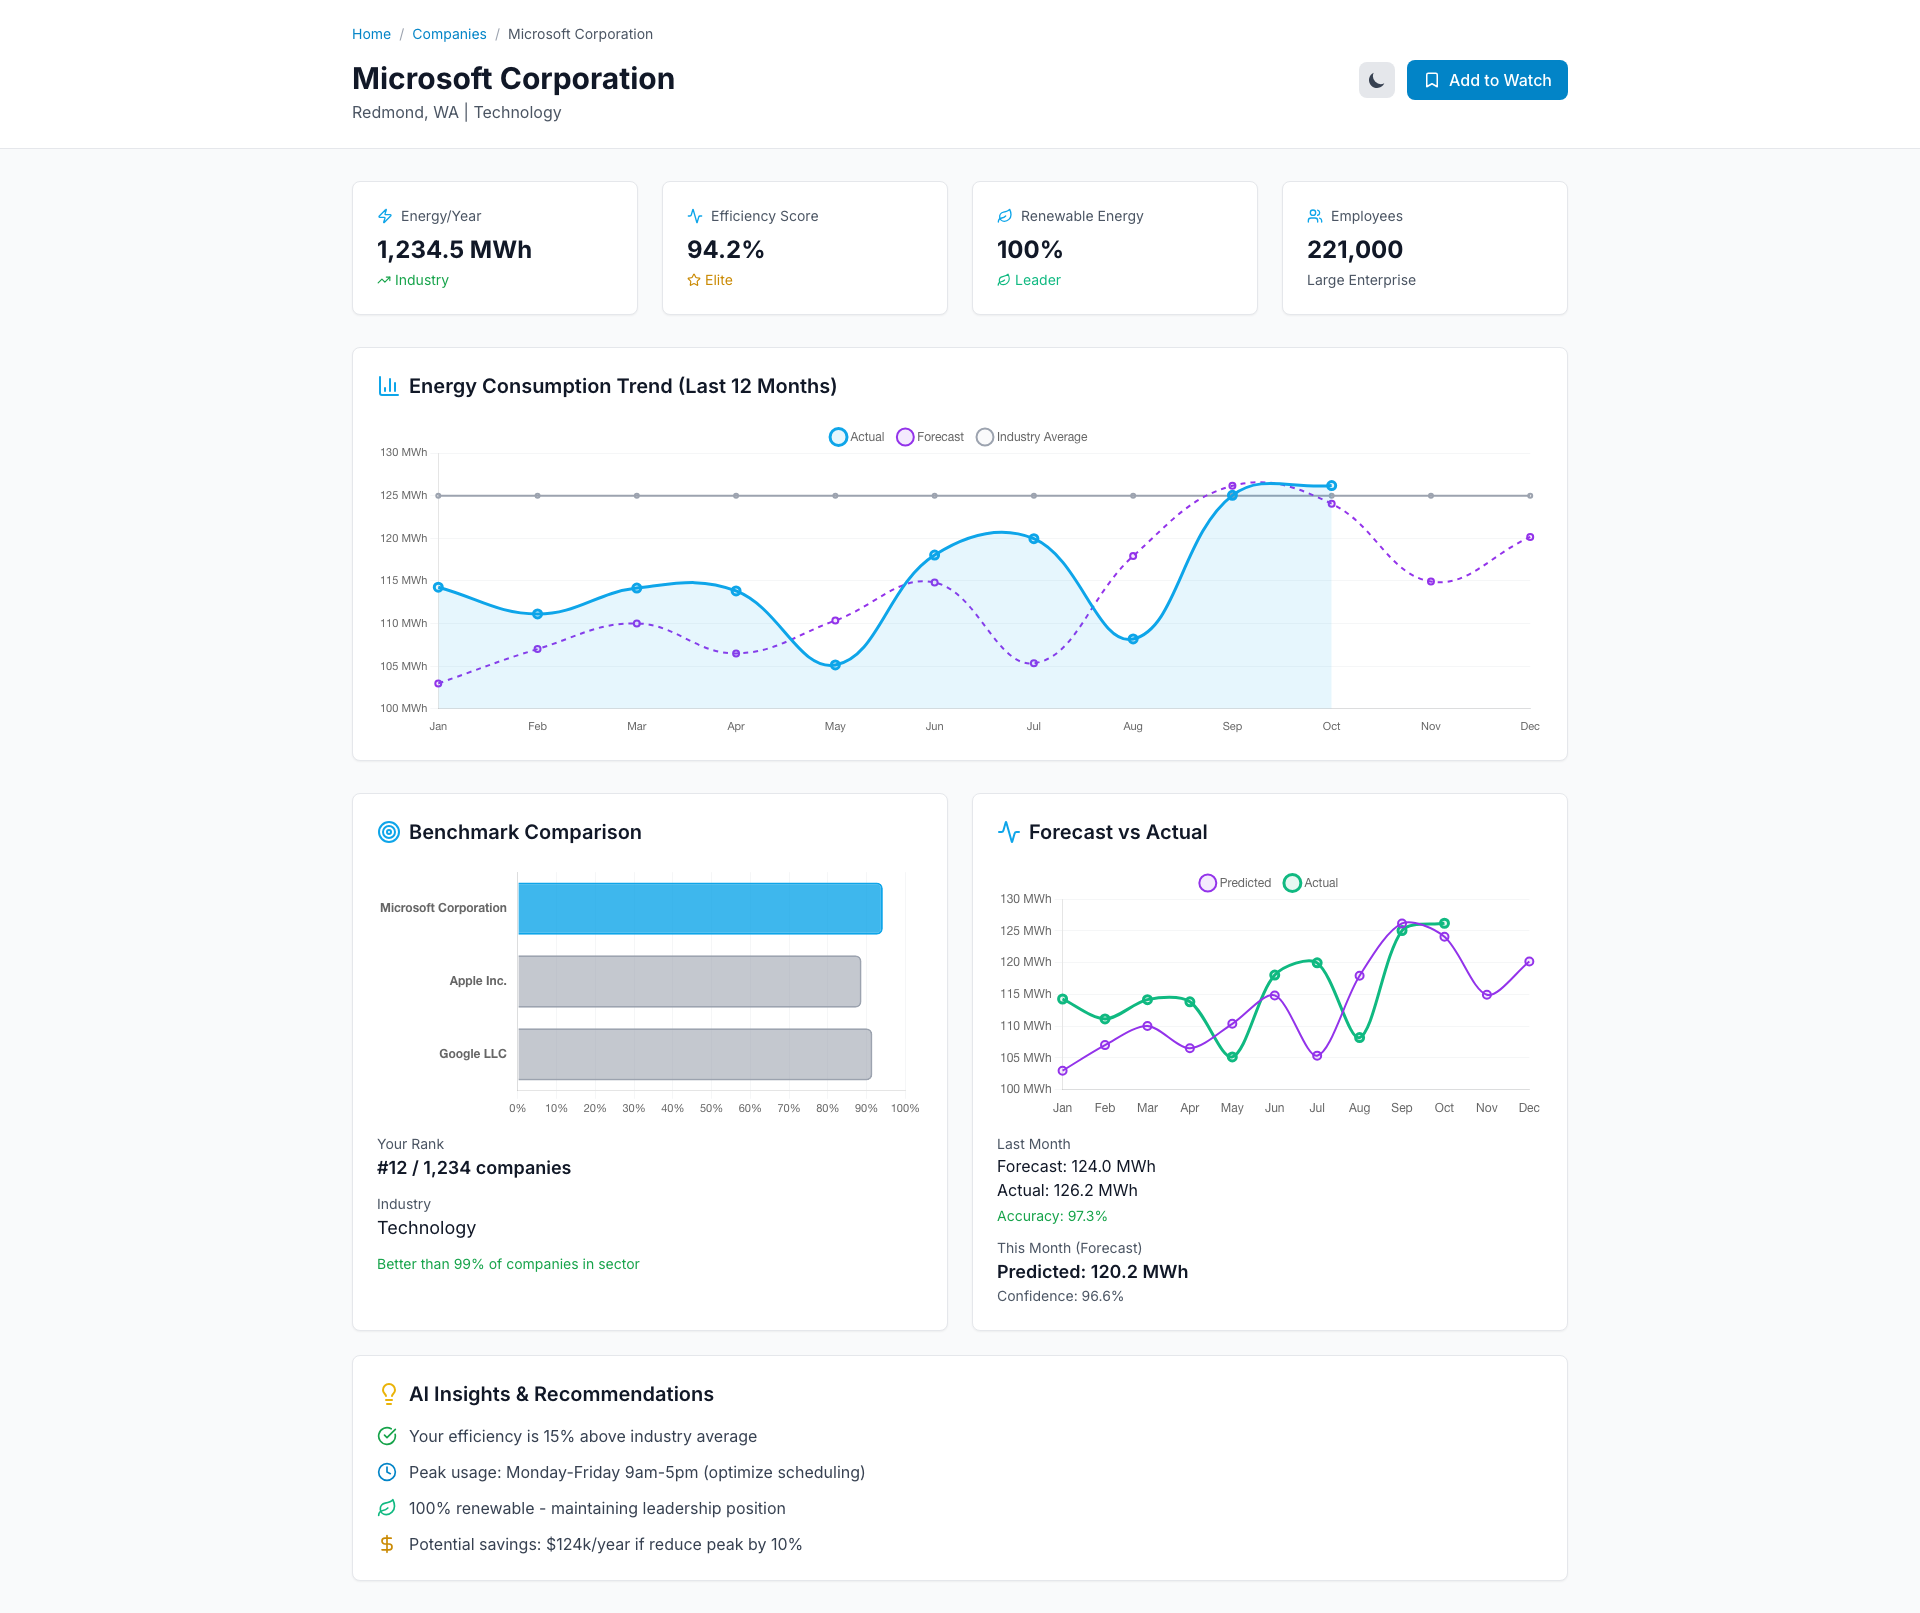 Home / Companies / Microsoft Corporation
Microsoft Corporation
Redmond, WA | Technology
Add to Watch
Energy/Year
1,234.5 MWh
Industry
Efficiency Score
94.2%
Elite
Renewable Energy
100%
Leader
Employees
221,000
Large Enterprise
Energy Consumption Trend (Last 12 Months)
Actual Forecast Industry Average
130 MWh
125 MWh
120 MWh
115 MWh
110 MWh
105 MWh
100 MWh
Jan Feb Mar Apr May Jun Jul Aug Sep Oct Nov Dec
Benchmark Comparison
Microsoft Corporation
Apple Inc.
Google LLC
0% 10% 20% 30% 40% 50% 60% 70% 80% 90% 100%
Your Rank
#12 / 1,234 companies
Industry
Technology
Better than 99% of companies in sector
Forecast vs Actual
Predicted Actual
130 MWh
125 MWh
120 MWh
115 MWh
110 MWh
105 MWh
100 MWh
Jan Feb Mar Apr May Jun Jul Aug Sep Oct Nov Dec
Last Month
Forecast: 124.0 MWh
Actual: 126.2 MWh
Accuracy: 97.3%
This Month (Forecast)
Predicted: 120.2 MWh
Confidence: 96.6%
AI Insights & Recommendations
Your efficiency is 15% above industry average
Peak usage: Monday-Friday 9am-5pm (optimize scheduling)
100% renewable - maintaining leadership position
Potential savings: $124k/year if reduce peak by 10%